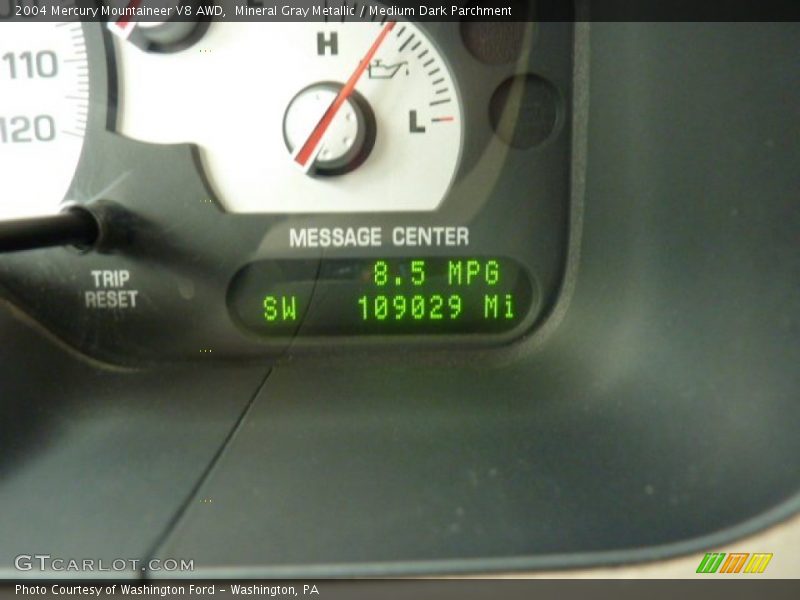 2004 Mercury Mountaineer V8 AWD,  Mineral Gray Metallic / Medium Dark Parchment
110
120
H
L
MESSAGE CENTER
TRIP
RESET
8.5 MPG
SW 109029 Mi
GTCARLOT.COM
Photo Courtesy of Washington Ford - Washington, PA